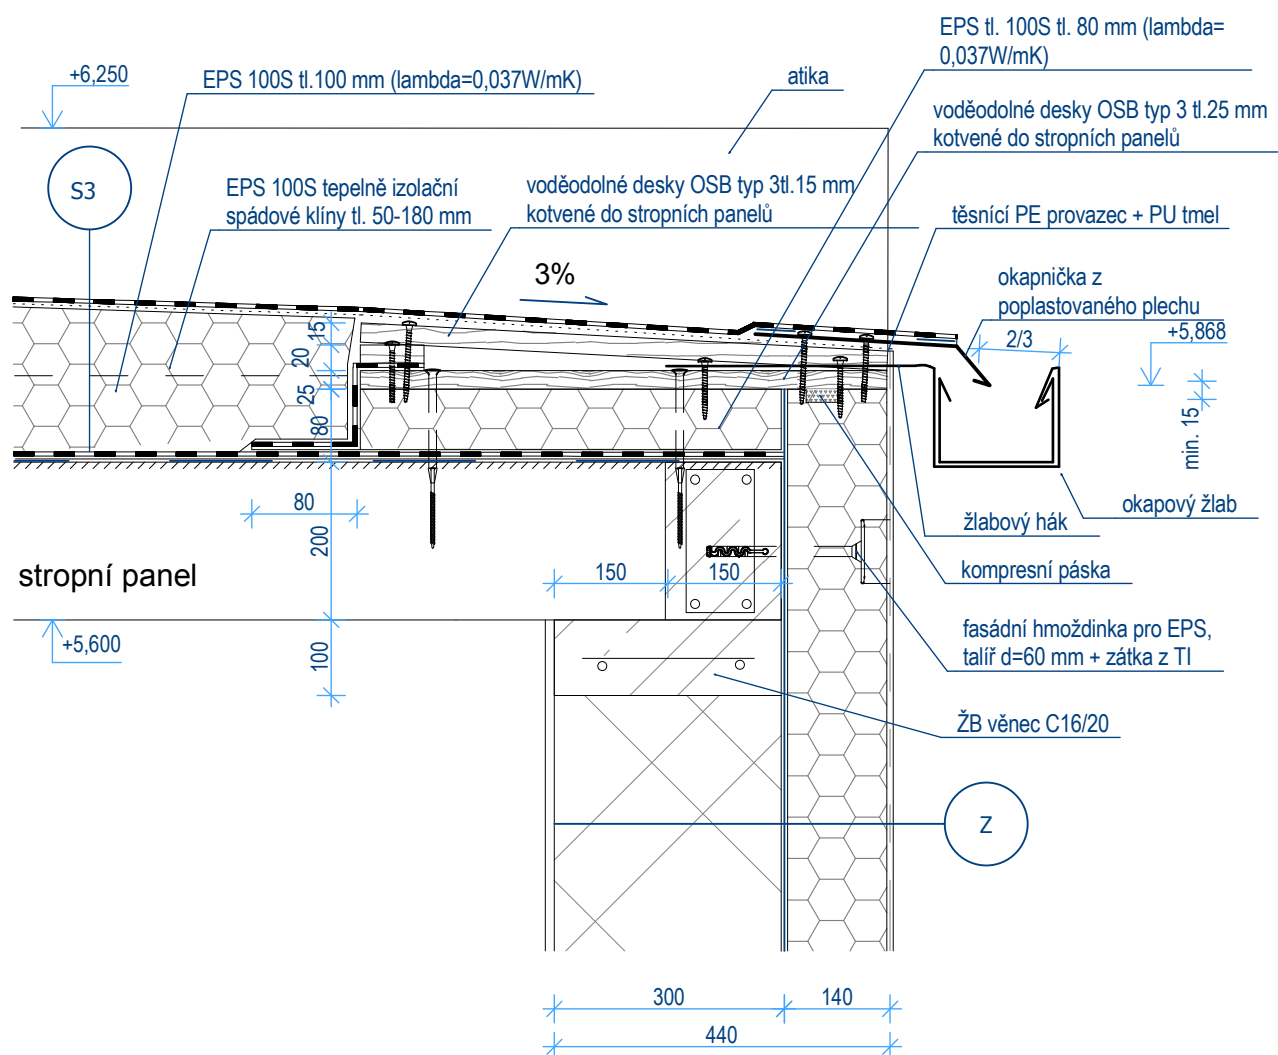 EPS tl. 100S tl. 80 mm (lambda=
0,037W/mK)
+6,250
EPS 100S tl.100 mm (lambda=0,037W/mK)
atika
voděodolné desky OSB typ 3 tl.25 mm
kotvené do stropních panelů
S3
EPS 100S tepelně izolační
spádové klíny tl. 50-180 mm
voděodolné desky OSB typ 3tl.15 mm
kotvené do stropních panelů
těsnící PE provazec + PU tmel
3%
okapnička z
poplastovaného plechu
2/3
+5,868
15
20
25
80
min. 15
80
200
okapový žlab
žlabový hák
stropní panel
150
150
kompresní páska
+5,600
100
fasádní hmoždinka pro EPS,
talíř d=60 mm + zátka z TI
ŽB věnec C16/20
Z
300
140
440